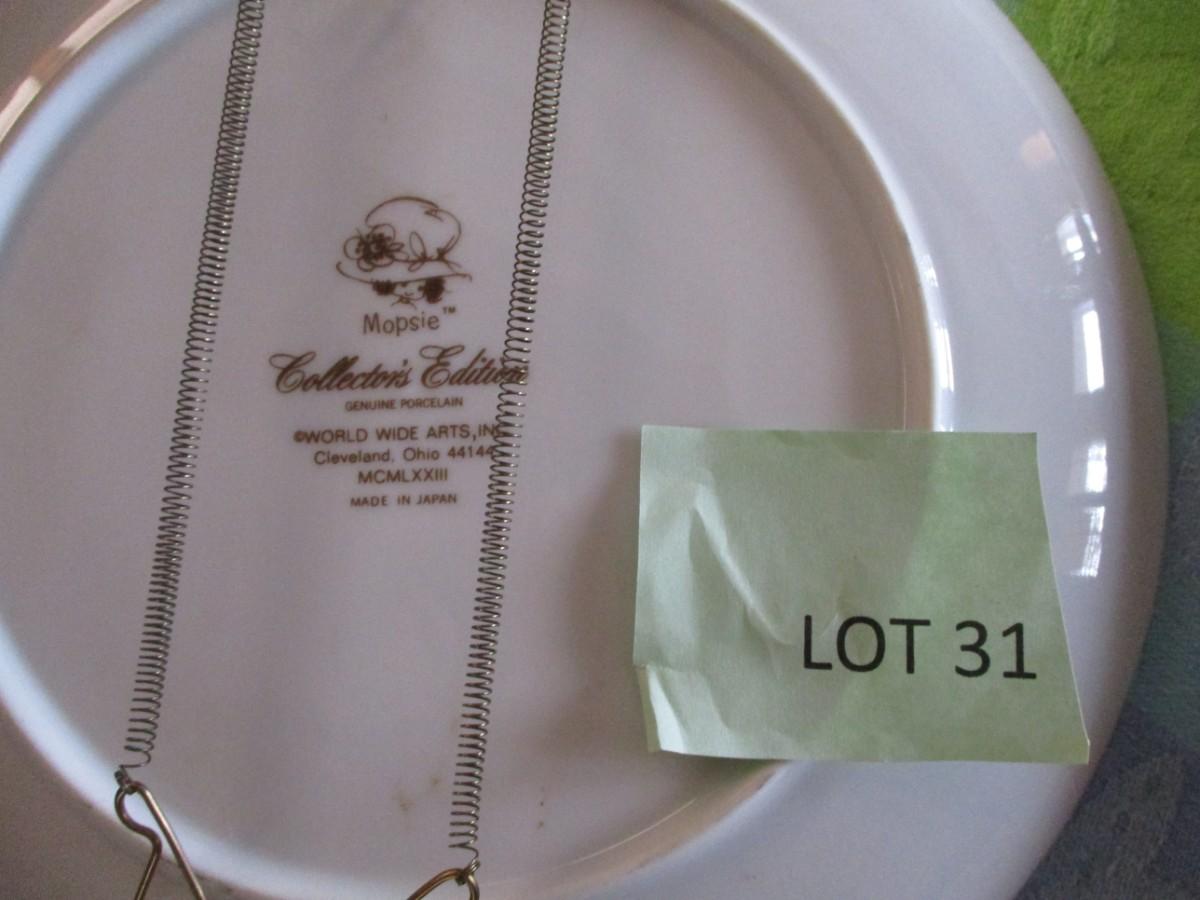 Mopsie™
Collector's Edition
GENUINE PORCELAIN
©WORLD WIDE ARTS, INC
Cleveland, Ohio 44144
MCMLXXIII
MADE IN JAPAN
LOT 31